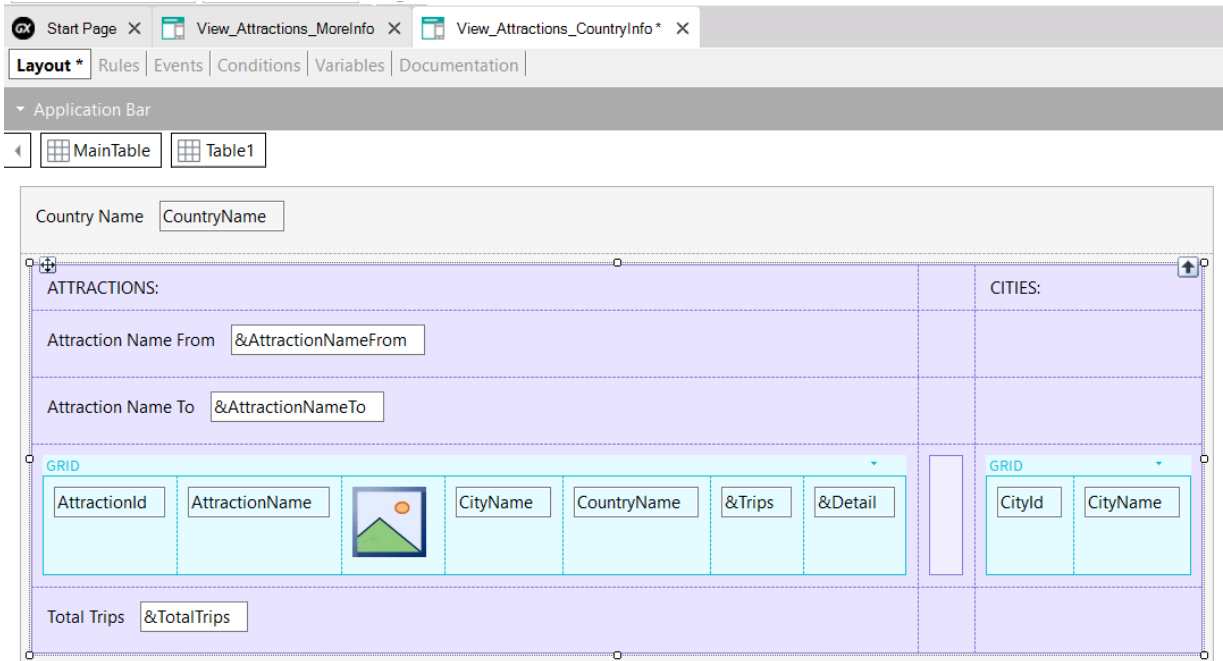 GX Start Page X View_Attractions_MoreInfo X View_Attractions_CountryInfo* X
Layout * Rules Events Conditions Variables Documentation
Application Bar
MainTable Table1
Country Name CountryName
ATTRACTIONS: CITIES:
Attraction Name From &AttractionNameFrom
Attraction Name To &AttractionNameTo
GRID GRID
AttractionId AttractionName CityName CountryName &Trips &Detail CityId CityName
Total Trips &TotalTrips